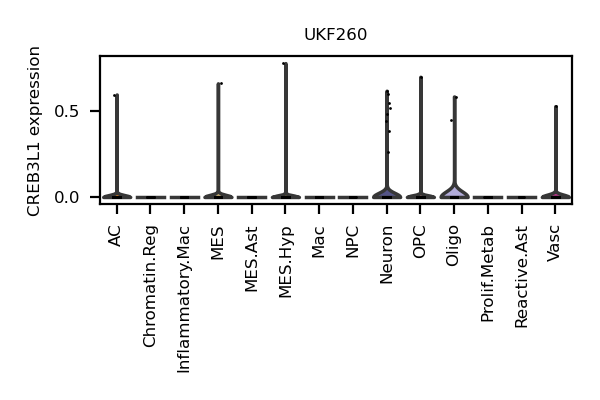 UKF260
CREB3L1 expression
0.5
0.0
AC
Chromatin.Reg
Inflammatory.Mac
MES
MES.Ast
MES.Hyp
Mac
NPC
Neuron
OPC
Oligo
Prolif.Metab
Reactive.Ast
Vasc